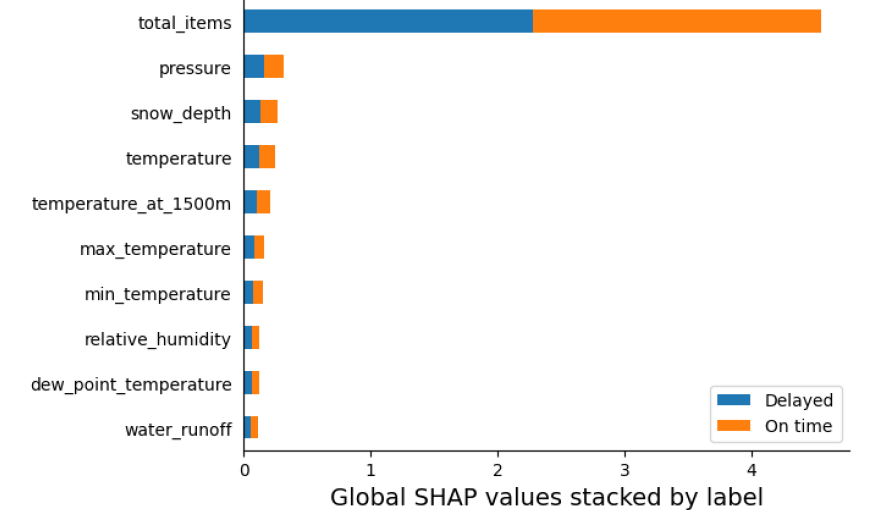 total_items
pressure
snow_depth
temperature
temperature_at_1500m
max_temperature
min_temperature
relative_humidity
dew_point_temperature
water_runoff
Delayed
On time
0 1 2 3 4
Global SHAP values stacked by label